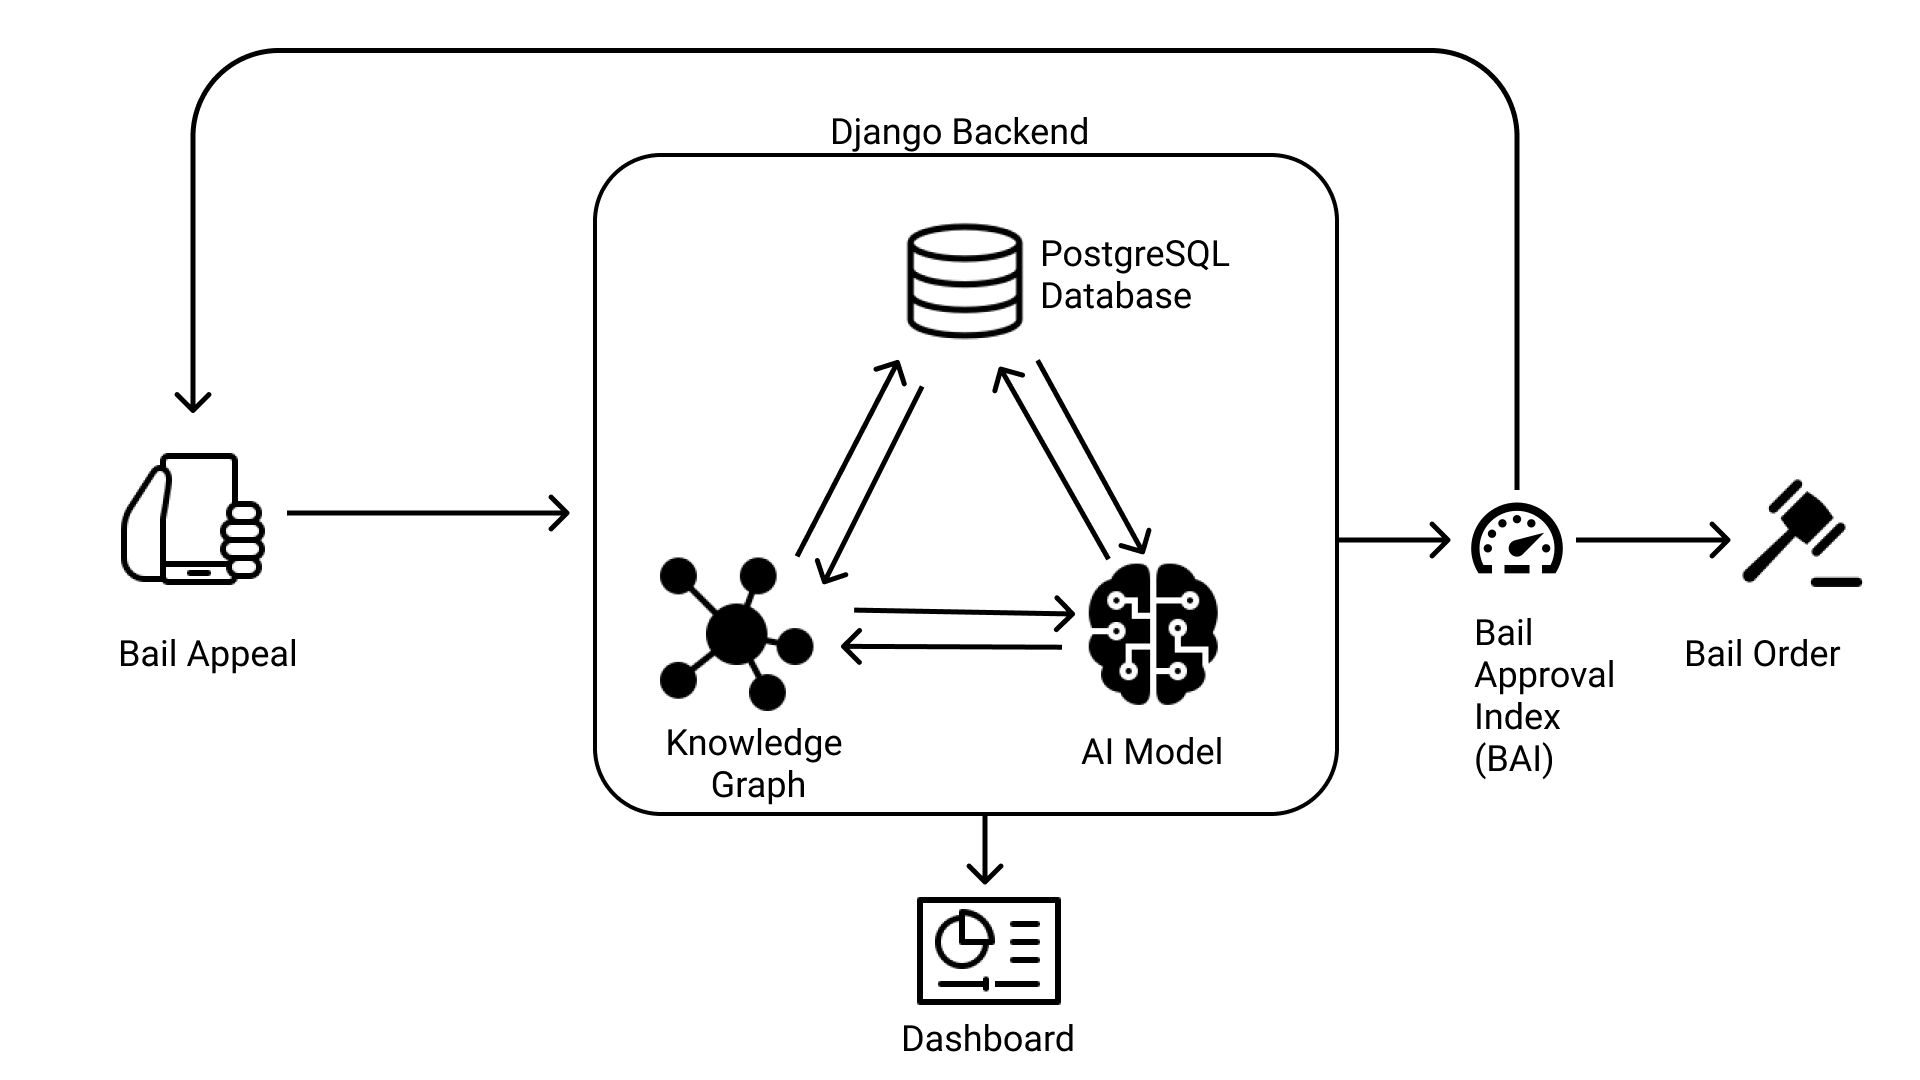 Django Backend
PostgreSQL
Database
Bail Appeal
Knowledge
Graph
AI Model
Bail
Approval
Index
(BAI)
Bail Order
Dashboard